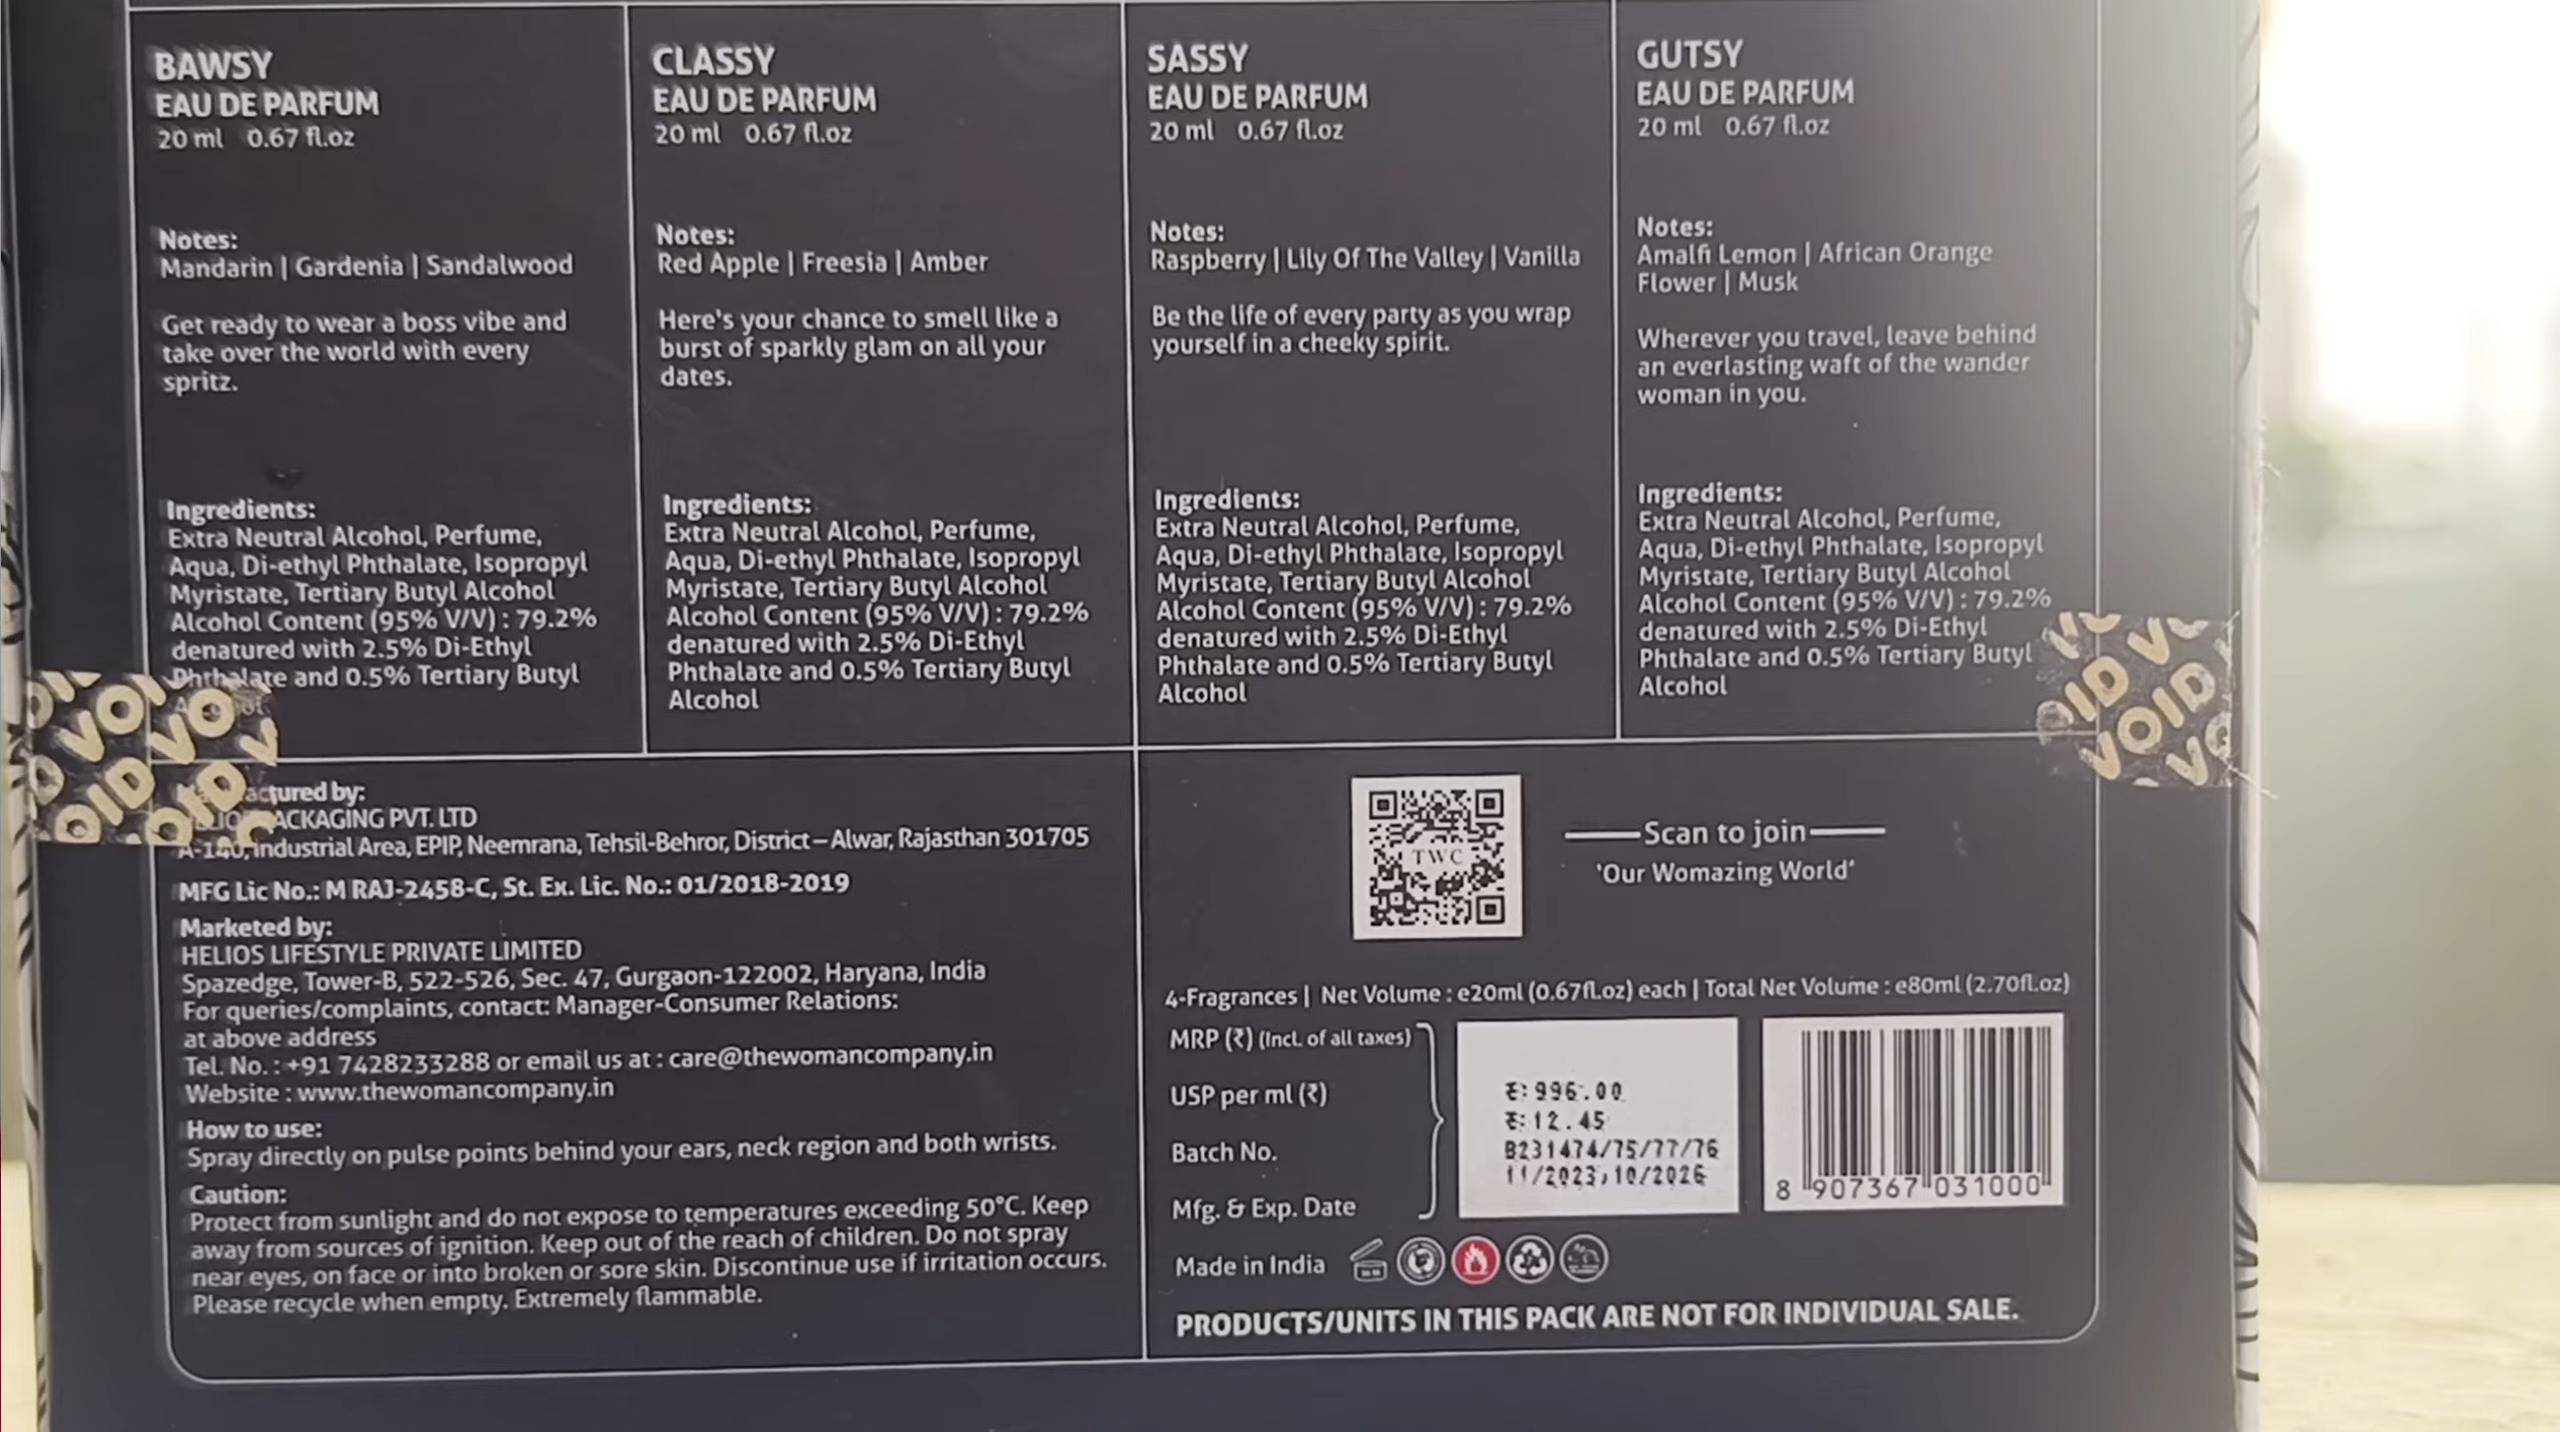 BAWSY
EAU DE PARFUM
20 ml 0.67 fl.oz
Notes:
Mandarin | Gardenia | Sandalwood
Get ready to wear a boss vibe and
take over the world with every
spritz.
Ingredients:
Extra Neutral Alcohol, Perfume,
Aqua, Di-ethyl Phthalate, Isopropyl
Myristate, Tertiary Butyl Alcohol
Alcohol Content (95% V/V) : 79.2%
denatured with 2.5% Di-Ethyl
Phthalate and 0.5% Tertiary Butyl
CLASSY
EAU DE PARFUM
20 ml 0.67 fl.oz
Notes:
Red Apple | Freesia | Amber
Here's your chance to smell like a
burst of sparkly glam on all your
dates.
Ingredients:
Extra Neutral Alcohol, Perfume,
Aqua, Di-ethyl Phthalate, Isopropyl
Myristate, Tertiary Butyl Alcohol
Alcohol Content (95% V/V) : 79.2%
denatured with 2.5% Di-Ethyl
Phthalate and 0.5% Tertiary Butyl
Alcohol
SASSY
EAU DE PARFUM
20 ml 0.67 fl.oz
Notes:
Raspberry | Lily Of The Valley | Vanilla
Be the life of every party as you wrap
yourself in a cheeky spirit.
Ingredients:
Extra Neutral Alcohol, Perfume,
Aqua, Di-ethyl Phthalate, Isopropyl
Myristate, Tertiary Butyl Alcohol
Alcohol Content (95% V/V) : 79.2%
denatured with 2.5% Di-Ethyl
Phthalate and 0.5% Tertiary Butyl
Alcohol
GUTSY
EAU DE PARFUM
20 ml 0.67 fl.oz
Notes:
Amalfi Lemon | African Orange
Flower | Musk
Wherever you travel, leave behind
an everlasting waft of the wander
woman in you.
Ingredients:
Extra Neutral Alcohol, Perfume,
Aqua, Di-ethyl Phthalate, Isopropyl
Myristate, Tertiary Butyl Alcohol
Alcohol Content (95% V/V) : 79.2%
denatured with 2.5% Di-Ethyl
Phthalate and 0.5% Tertiary Butyl
Alcohol
VOID
VOID
by:
PVT. LTD
A-140, Industrial Area, EPIP, Neemrana, Tehsil-Behror, District – Alwar, Rajasthan 301705
MFG Lic No.: M RAJ-2458-C, St. Ex. Lic. No.: 01/2018-2019
Marketed by:
HELIOS LIFESTYLE PRIVATE LIMITED
Spazedge, Tower-B, 522-526, Sec. 47, Gurgaon-122002, Haryana, India
For queries/complaints, contact: Manager-Consumer Relations:
at above address
Tel. No. : +91 7428233288 or email us at : care@thewomancompany.in
Website : www.thewomancompany.in
How to use:
Spray directly on pulse points behind your ears, neck region and both wrists.
Caution:
Protect from sunlight and do not expose to temperatures exceeding 50°C. Keep
away from sources of ignition. Keep out of the reach of children. Do not spray
near eyes, on face or into broken or sore skin. Discontinue use if irritation occurs.
Please recycle when empty. Extremely flammable.
TWC
Scan to join
'Our Womazing World'
4-Fragrances | Net Volume : e20ml (0.67fl.oz) each | Total Net Volume : e80ml (2.70fl.oz)
MRP (₹) (Incl. of all taxes)
USP per ml (₹)
Batch No.
Mfg. & Exp. Date
₹:996.00
₹:12.45
B231474/75/77/76
11/2023,10/2026
8 907367 031000
Made in India
PRODUCTS/UNITS IN THIS PACK ARE NOT FOR INDIVIDUAL SALE.